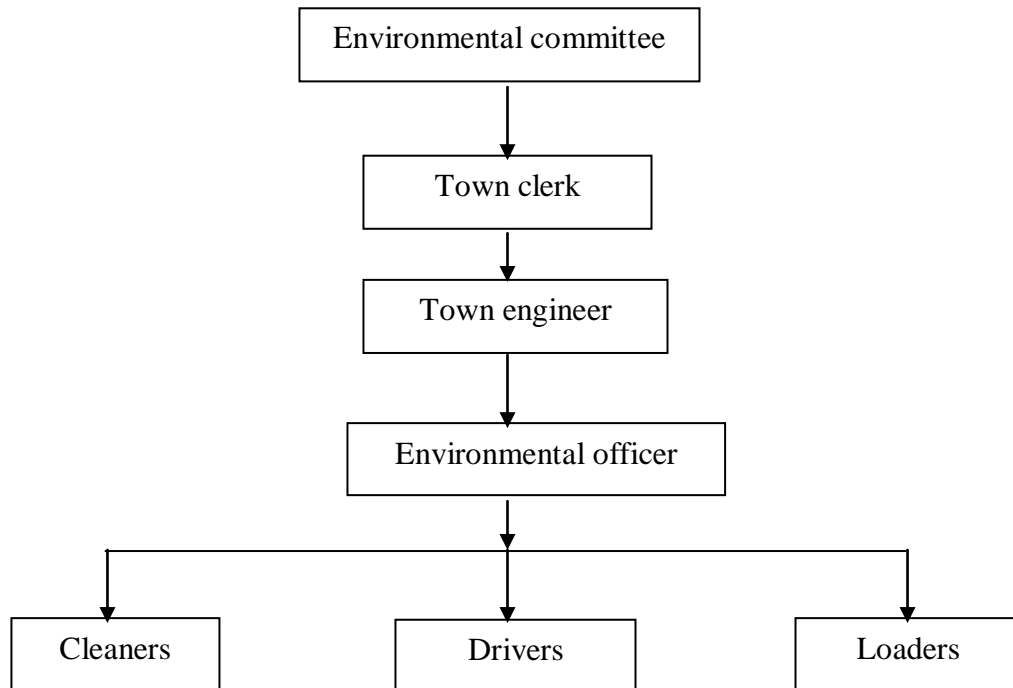 Environmental committee
Town clerk
Town engineer
Environmental officer
Cleaners
Drivers
Loaders